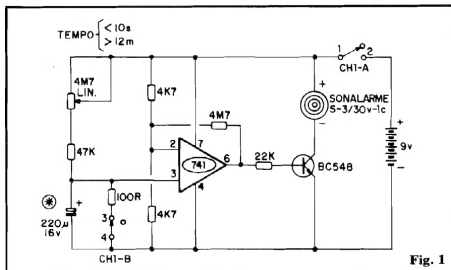 TEMPO { < 10s
> 12m
4M7
LIN.
47K
4K7
4M7
1
2
CH1-A
+
SONALARME
S-3/30v-1c
-
2
3
741
7
6
4
22K
BC548
+
9v
-
100R
3
4
CH1-B
4K7
+
220µ
16v
Fig. 1